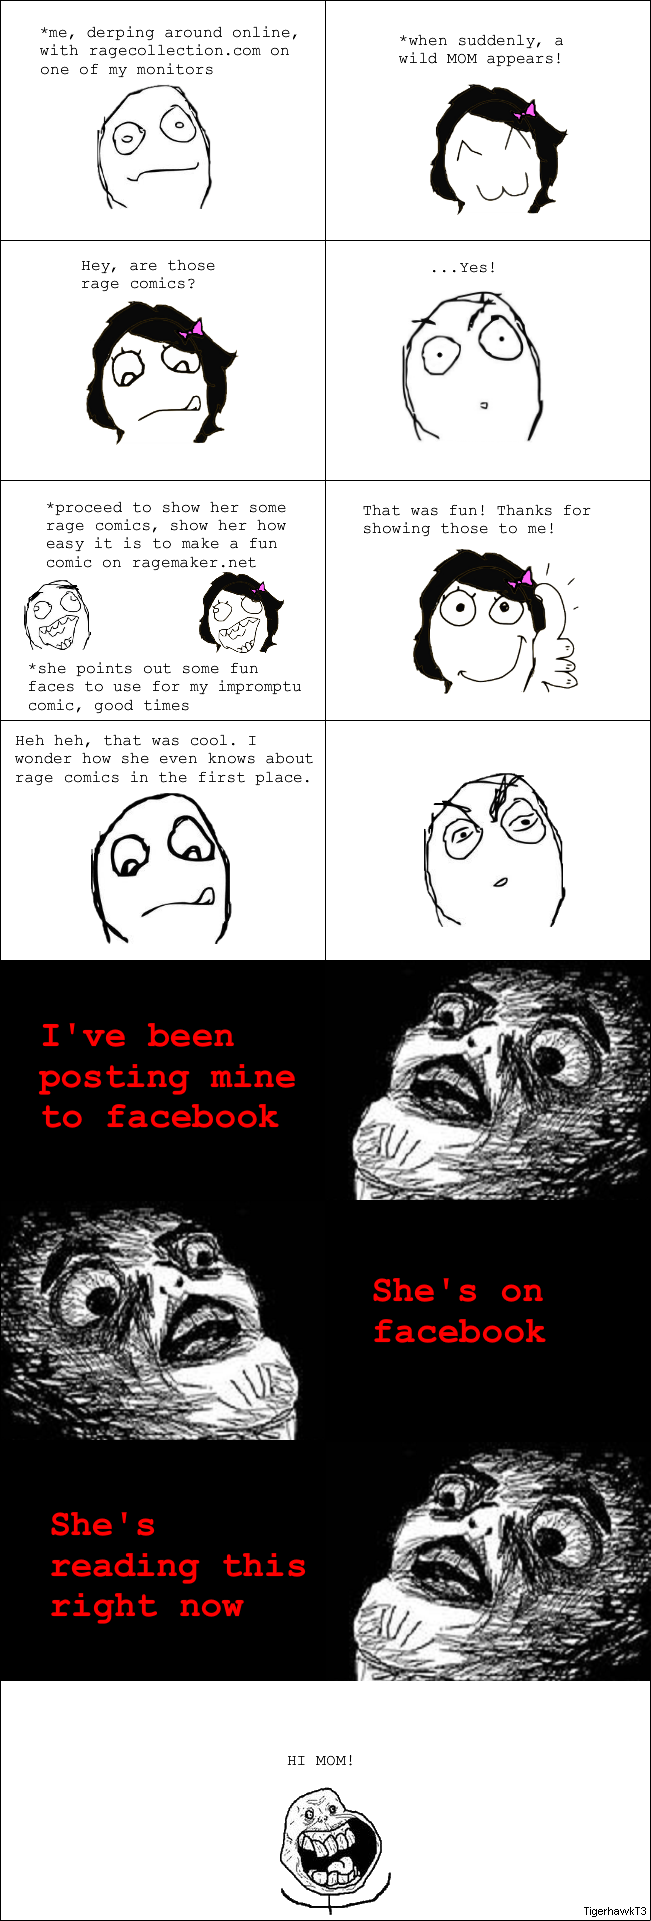 *me, derping around online,
with ragecollection.com on
one of my monitors
*when suddenly, a
wild MOM appears!
Hey, are those
rage comics?
...Yes!
*proceed to show her some
rage comics, show her how
easy it is to make a fun
comic on ragemaker.net
*she points out some fun
faces to use for my impromptu
comic, good times
That was fun! Thanks for
showing those to me!
Heh heh, that was cool. I
wonder how she even knows about
rage comics in the first place.
I've been
posting mine
to facebook
She's on
facebook
She's
reading this
right now
HI MOM!
TigerhawkT3